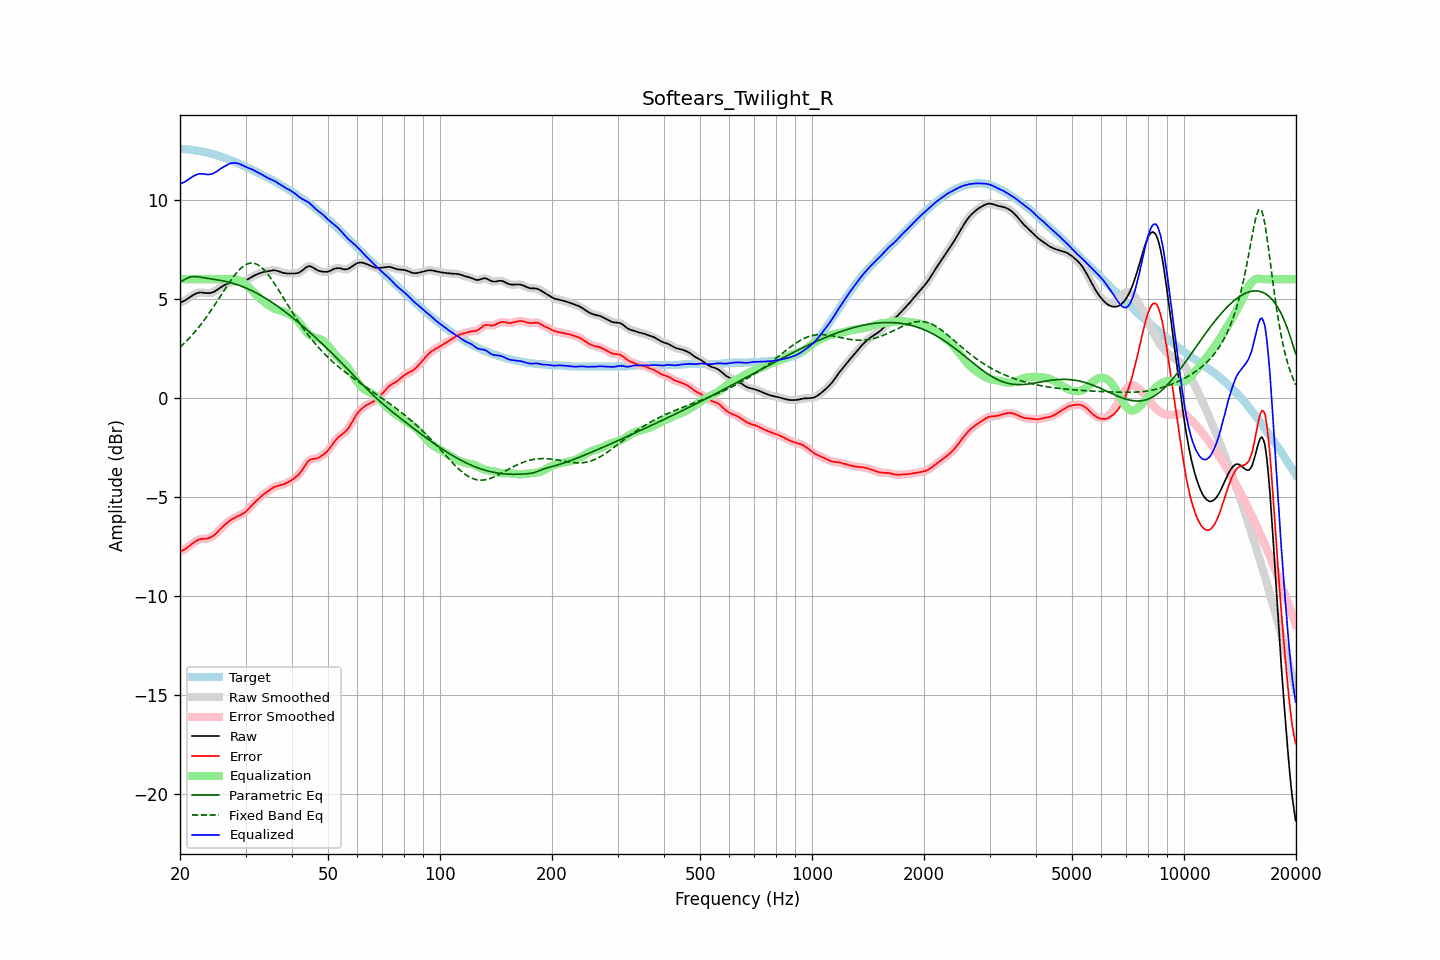 Softears_Twilight_R
Amplitude (dBr)
10
5
0
−5
−10
−15
−20
Target
Raw Smoothed
Error Smoothed
Raw
Error
Equalization
Parametric Eq
Fixed Band Eq
Equalized
20 50 100 200 500 1000 2000 5000 10000 20000
Frequency (Hz)